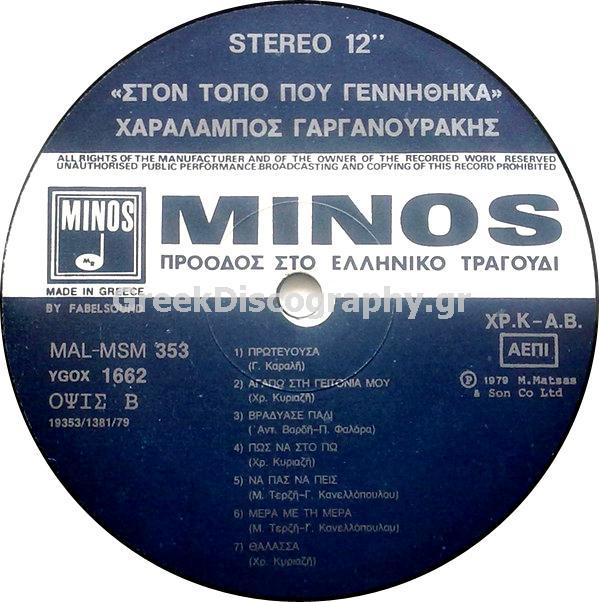 STEREO 12''
«ΣΤΟΝ ΤΟΠΟ ΠΟΥ ΓΕΝΝΗΘΗΚΑ»
ΧΑΡΑΛΑΜΠΟΣ ΓΑΡΓΑΝΟΥΡΑΚΗΣ
ALL RIGHTS OF THE MANUFACTURER AND OF THE OWNER OF THE RECORDED WORK RESERVED
UNAUTHORISED PUBLIC PERFORMANCE BROADCASTING AND COPYING OF THIS RECORD PROHIBITED
MINOS
MINOS
ΠΡΟΟΔΟΣ ΣΤΟ ΕΛΛΗΝΙΚΟ ΤΡΑΓΟΥΔΙ
MADE IN GREECE
BY FABELSOUND
GreekDiscography.gr
ΧΡ.Κ–Α.Β.
ΑΕΠΙ
MAL-MSM 353
YGOX 1662
ΟΨΙΣ Β
19353/1381/79
Ⓟ 1979 M.Matsas
& Son Co Ltd
1) ΠΡΩΤΕΥΟΥΣΑ
(Γ. Καραλή)
2) ΑΓΑΠΩ ΣΤΗ ΓΕΙΤΟΝΙΑ ΜΟΥ
(Χρ. Κυριαζή)
3) ΒΡΑΔΥΑΣΕ ΠΑΛΙ
(΄Αντ. Βαρδή–Π. Φαλάρα)
4) ΠΩΣ ΝΑ ΣΤΟ ΠΩ
(Χρ. Κυριαζή)
5) ΝΑ ΠΑΣ ΝΑ ΠΕΙΣ
(Μ. Τερζή–Γ. Κανελλόπουλου)
6) ΜΕΡΑ ΜΕ ΤΗ ΜΕΡΑ
(Μ. Τερζή–Γ. Κανελλόπουλου)
7) ΘΑΛΑΣΣΑ
(Χρ. Κυριαζή)